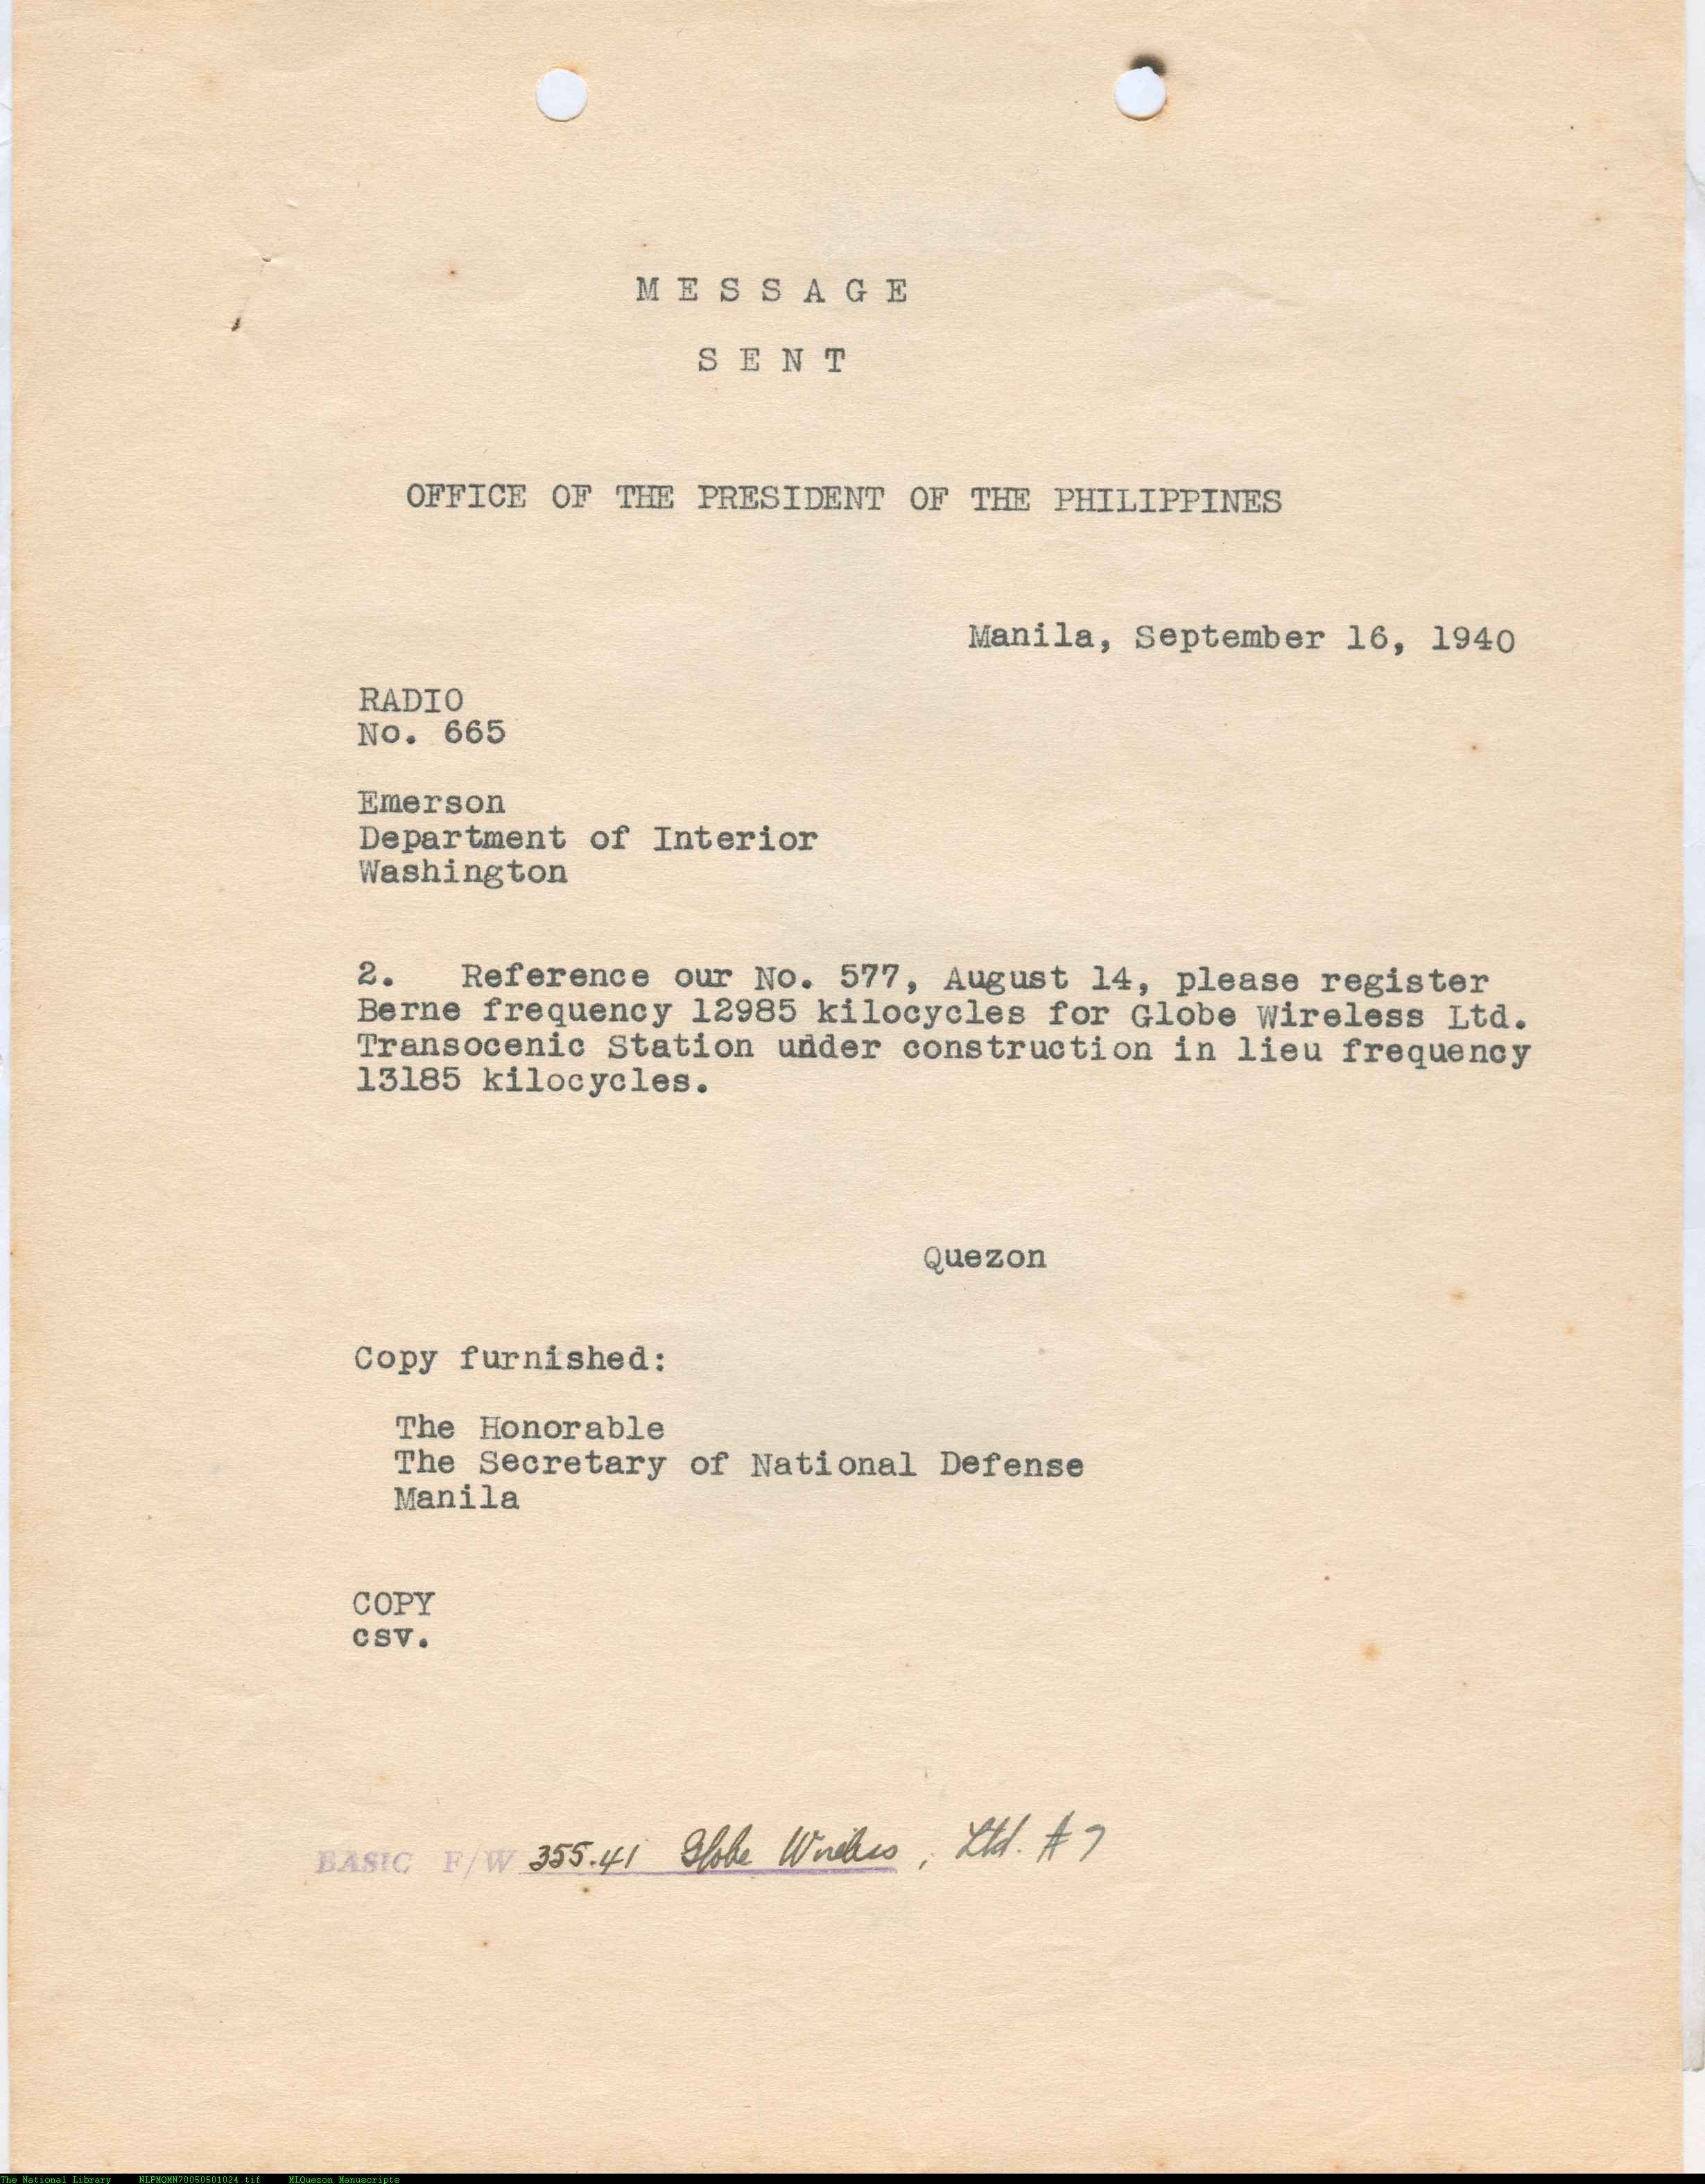 M E S S A G E
S E N T
OFFICE OF THE PRESIDENT OF THE PHILIPPINES
Manila, September 16, 1940
RADIO
No. 665
Emerson
Department of Interior
Washington
2. Reference our No. 577, August 14, please register
Berne frequency 12985 kilocycles for Globe Wireless Ltd.
Transocenic Station under construction in lieu frequency
13185 kilocycles.
Quezon
Copy furnished:
The Honorable
The Secretary of National Defense
Manila
COPY
csv.
BASIC F/W 355.41 Globe Wireless, Ltd. #7
The National Library NLPMQMN70050501024.tif MLQuezon Manuscripts